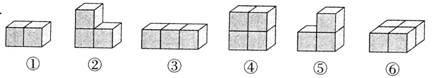 ① ② ③ ④ ⑤ ⑥